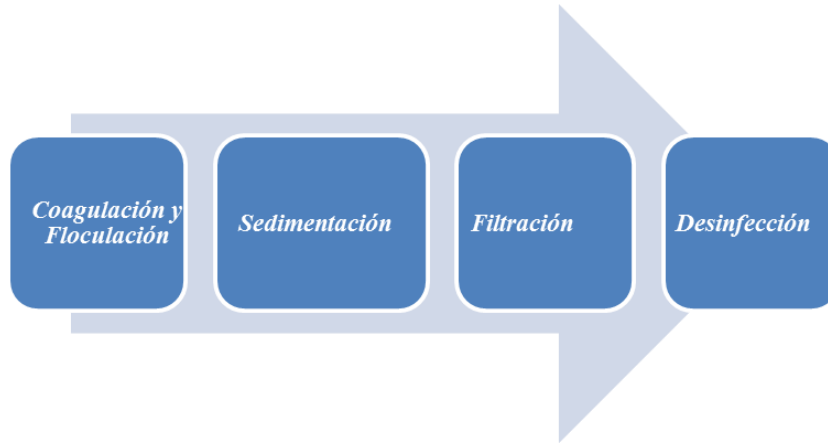 Coagulación y
Floculación
Sedimentación
Filtración
Desinfección